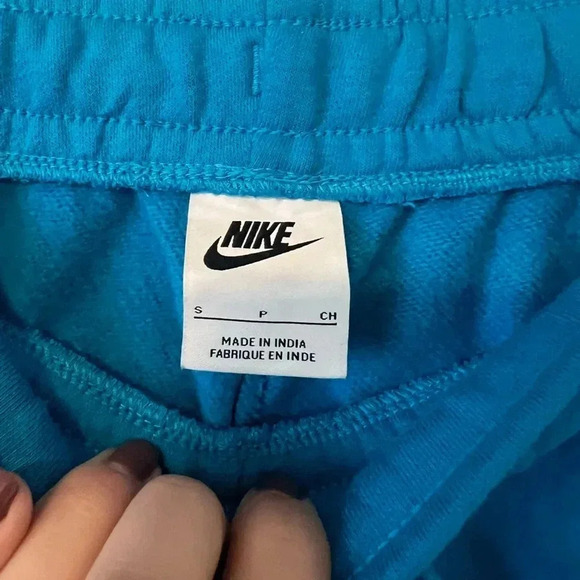 NIKE
S P CH
MADE IN INDIA
FABRIQUE EN INDE